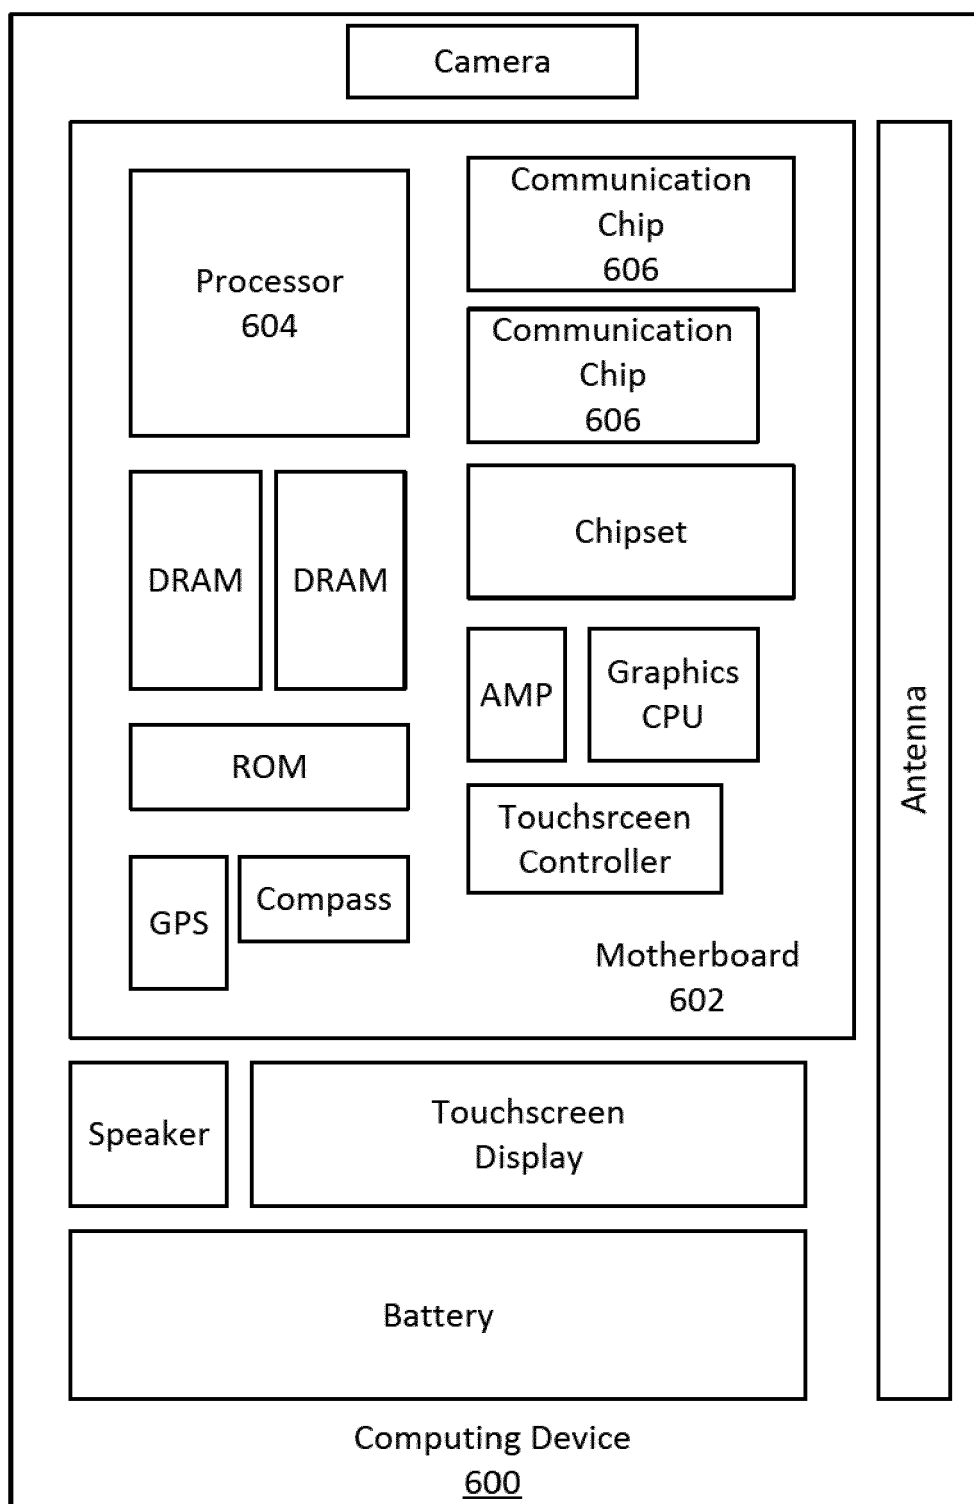 Camera
Processor
604
Communication
Chip
606
Communication
Chip
606
DRAM
DRAM
Chipset
AMP
Graphics
CPU
ROM
Touchsrceen
Controller
GPS
Compass
Motherboard
602
Antenna
Speaker
Touchscreen
Display
Battery
Computing Device
600